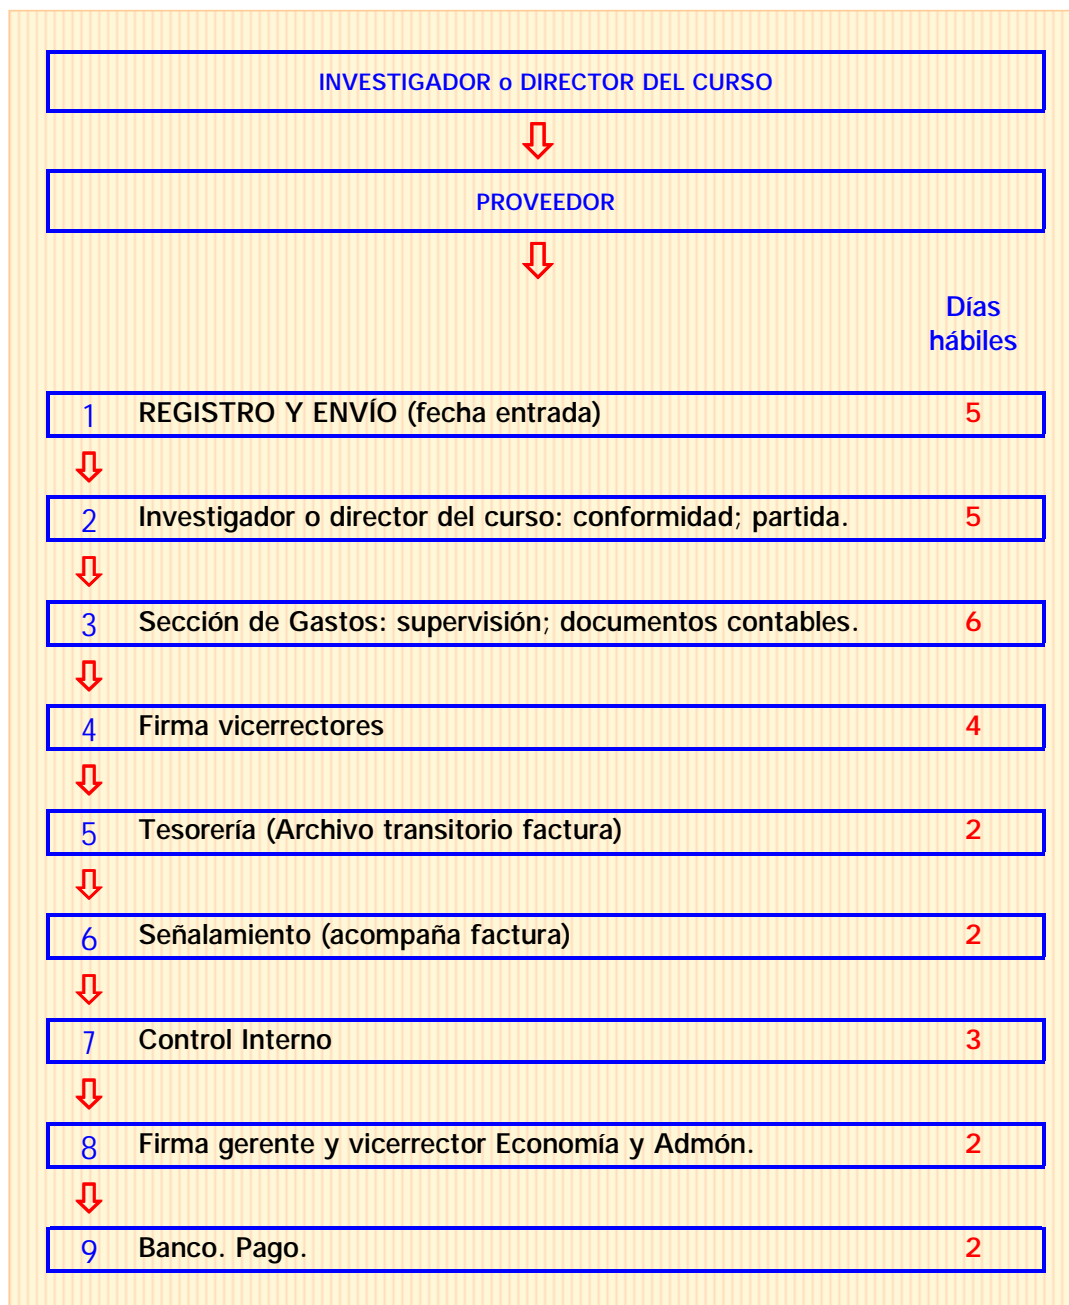 INVESTIGADOR o DIRECTOR DEL CURSO
PROVEEDOR
Días
hábiles
1 REGISTRO Y ENVÍO (fecha entrada) 5
2 Investigador o director del curso: conformidad; partida. 5
3 Sección de Gastos: supervisión; documentos contables. 6
4 Firma vicerrectores 4
5 Tesorería (Archivo transitorio factura) 2
6 Señalamiento (acompaña factura) 2
7 Control Interno 3
8 Firma gerente y vicerrector Economía y Admón. 2
9 Banco. Pago. 2